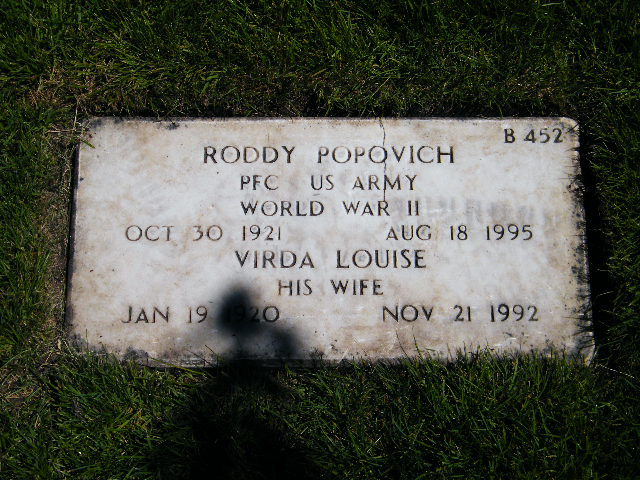 B 452
RODDY POPOVICH
PFC US ARMY
WORLD WAR II
OCT 30 1921 AUG 18 1995
VIRDA LOUISE
HIS WIFE
JAN 19 1920 NOV 21 1992